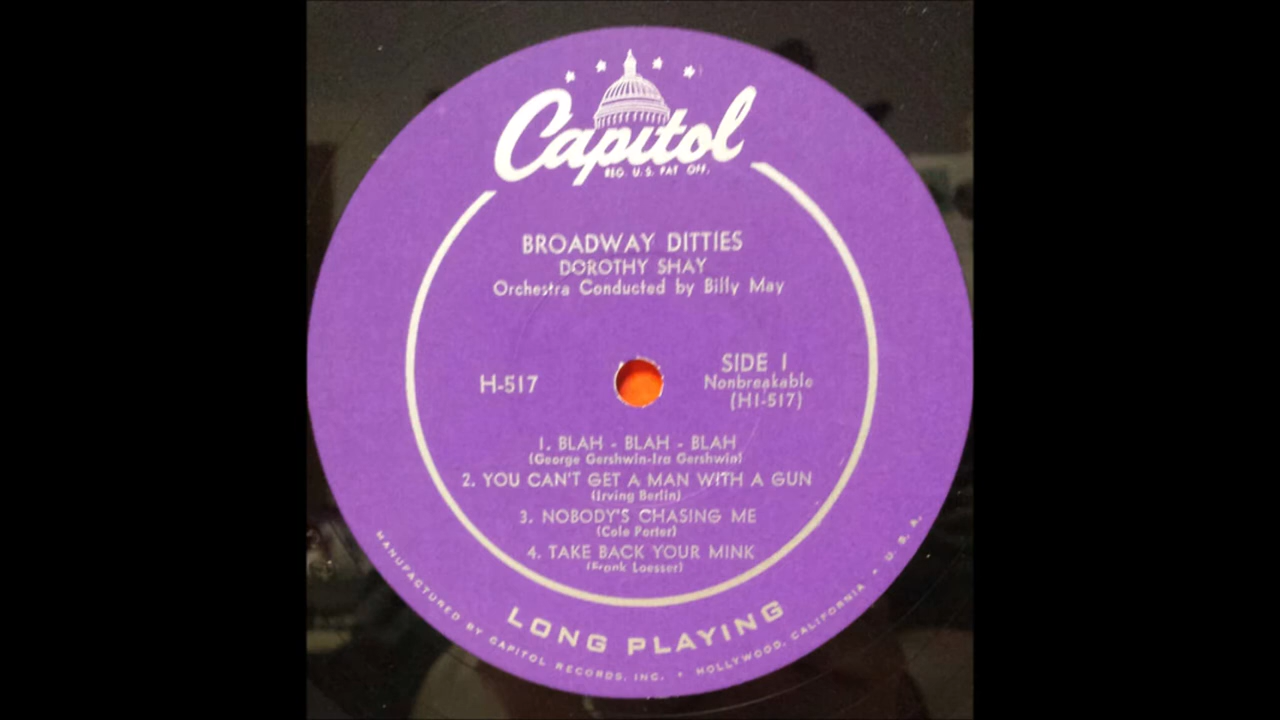 Capitol
REG. U.S. PAT. OFF.
BROADWAY DITTIES
DOROTHY SHAY
Orchestra Conducted by Billy May
H-517
SIDE 1
Nonbreakable
(H1-517)
1. BLAH - BLAH - BLAH
(George Gershwin-Ira Gershwin)
2. YOU CAN'T GET A MAN WITH A GUN
(Irving Berlin)
3. NOBODY'S CHASING ME
(Cole Porter)
4. TAKE BACK YOUR MINK
(Frank Loesser)
LONG PLAYING
MANUFACTURED BY CAPITOL RECORDS, INC. • HOLLYWOOD, CALIFORNIA • U. S. A.